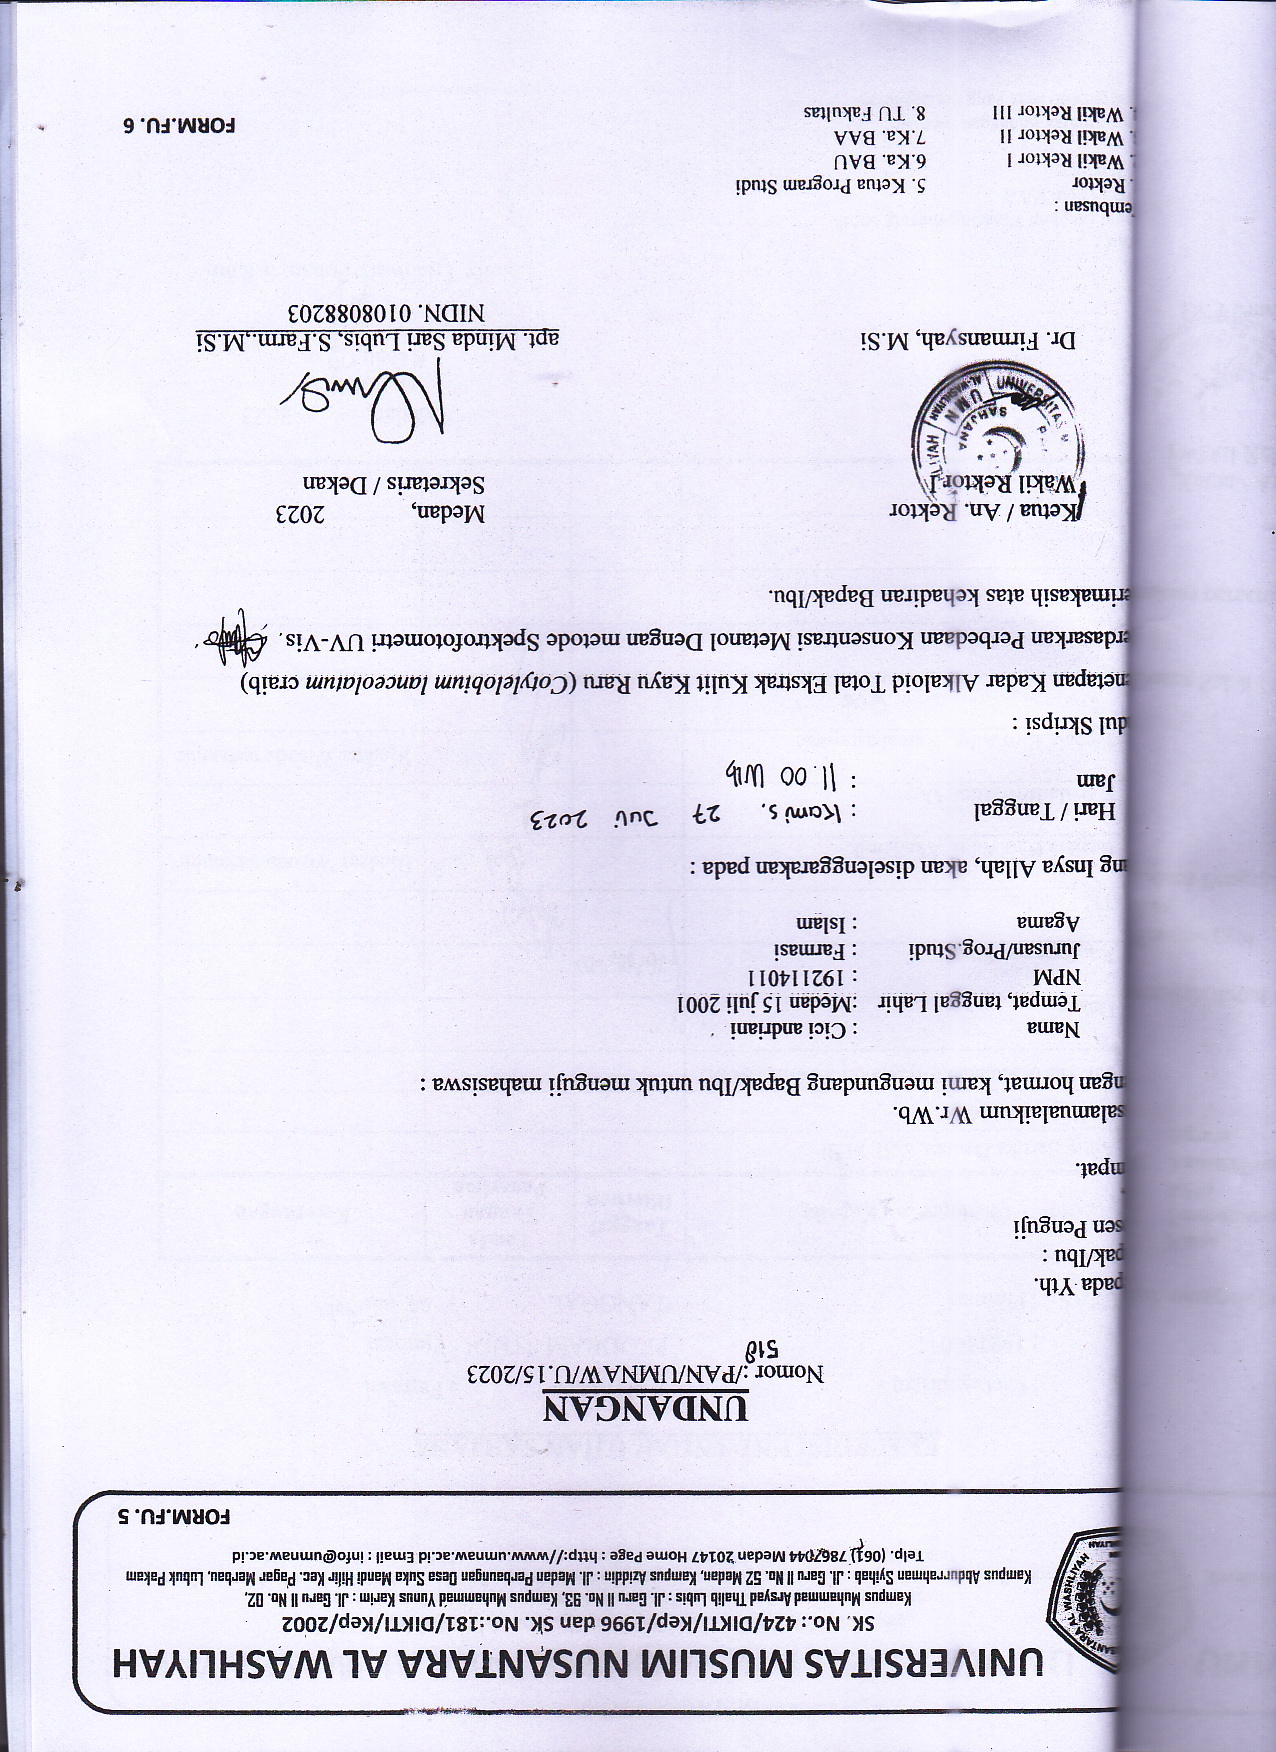 UNIVERSITAS MUSLIM NUSANTARA AL WASHLIYAH
SK. No.: 424/DIKTI/Kep/1996 dan SK. No.:181/DIKTI/Kep/2002
Kampus Muhammad Arsyad Thalib Lubis : Jl. Garu II No. 93, Kampus Muhammad Yunus Karim : Jl. Garu II No. 02,
Kampus Abdurrahman Syihab : Jl. Garu II No. 52 Medan, Kampus Aziddin : Jl. Medan Perbaungan Desa Suka Mandi Hilir Kec. Pagar Merbau, Lubuk Pakam
Telp. (061) 7867044 Medan 20147 Home Page : http://www.umnaw.ac.id Email : info@umnaw.ac.id
FORM.FU. 5
UNDANGAN
Nomor :/PAN/UMNAW/U.15/2023
518
pada Yth.
pak/Ibu :
sen Penguji
mpat.
salamualaikum Wr.Wb.
ngan hormat, kami mengundang Bapak/Ibu untuk menguji mahasiswa :
Nama : Cici andriani
Tempat, tanggal Lahir :Medan 15 juli 2001
NPM : 192114011
Jurusan/Prog.Studi : Farmasi
Agama : Islam
ng Insya Allah, akan diselenggarakan pada :
Hari / Tanggal : Kamis, 27 Juli 2023
Jam : 11.00 Wib
dul Skripsi :
netapan Kadar Alkaloid Total Ekstrak Kulit Kayu Raru (Cotylelobium lanceolatum craib)
erdasarkan Perbedaan Konsentrasi Metanol Dengan metode Spektrofotometri UV-Vis.
erimakasih atas kehadiran Bapak/Ibu.
Ketua / An. Rektor
Wakil Rektor I
Dr. Firmansyah, M.Si
Medan, 2023
Sekretaris / Dekan
apt. Minda Sari Lubis, S.Farm.,M.Si
NIDN. 0108088203
embusan :
. Rektor
. Wakil Rektor I
. Wakil Rektor II
. Wakil Rektor III
5. Ketua Program Studi
6.Ka. BAU
7.Ka. BAA
8. TU Fakultas
FORM.FU. 6